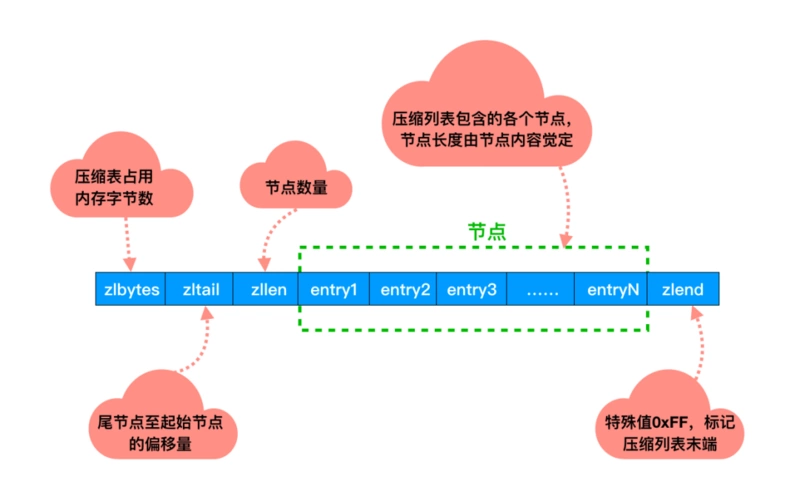 压缩列表包含的各个节点，
节点长度由节点内容觉定
压缩表占用
内存字节数
节点数量
节点
zlbytes zltail zllen entry1 entry2 entry3 …… entryN zlend
尾节点至起始节点
的偏移量
特殊值0xFF，标记
压缩列表末端